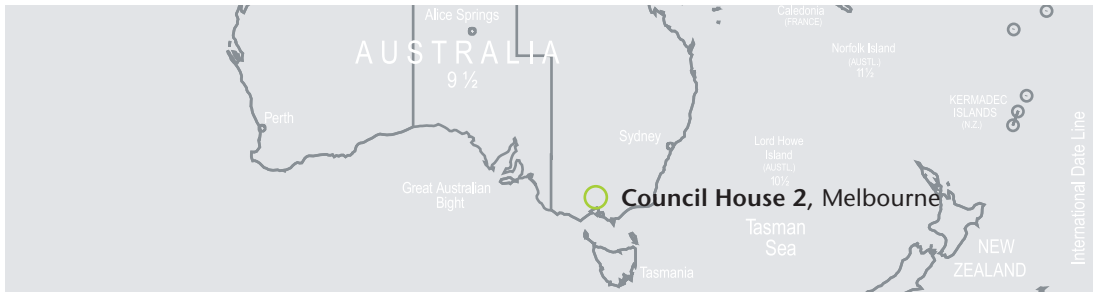 Alice Springs
Caledonia
(FRANCE)
AUSTRALIA
9 ½
Norfolk Island
(AUSTL.)
11½
KERMADEC
ISLANDS
(N.Z.)
Perth
Sydney
Lord Howe
Island
(AUSTL.)
10½
International Date Line
Great Australian
Bight
Council House 2, Melbourne
Tasman
Sea
NEW
ZEALAND
Tasmania